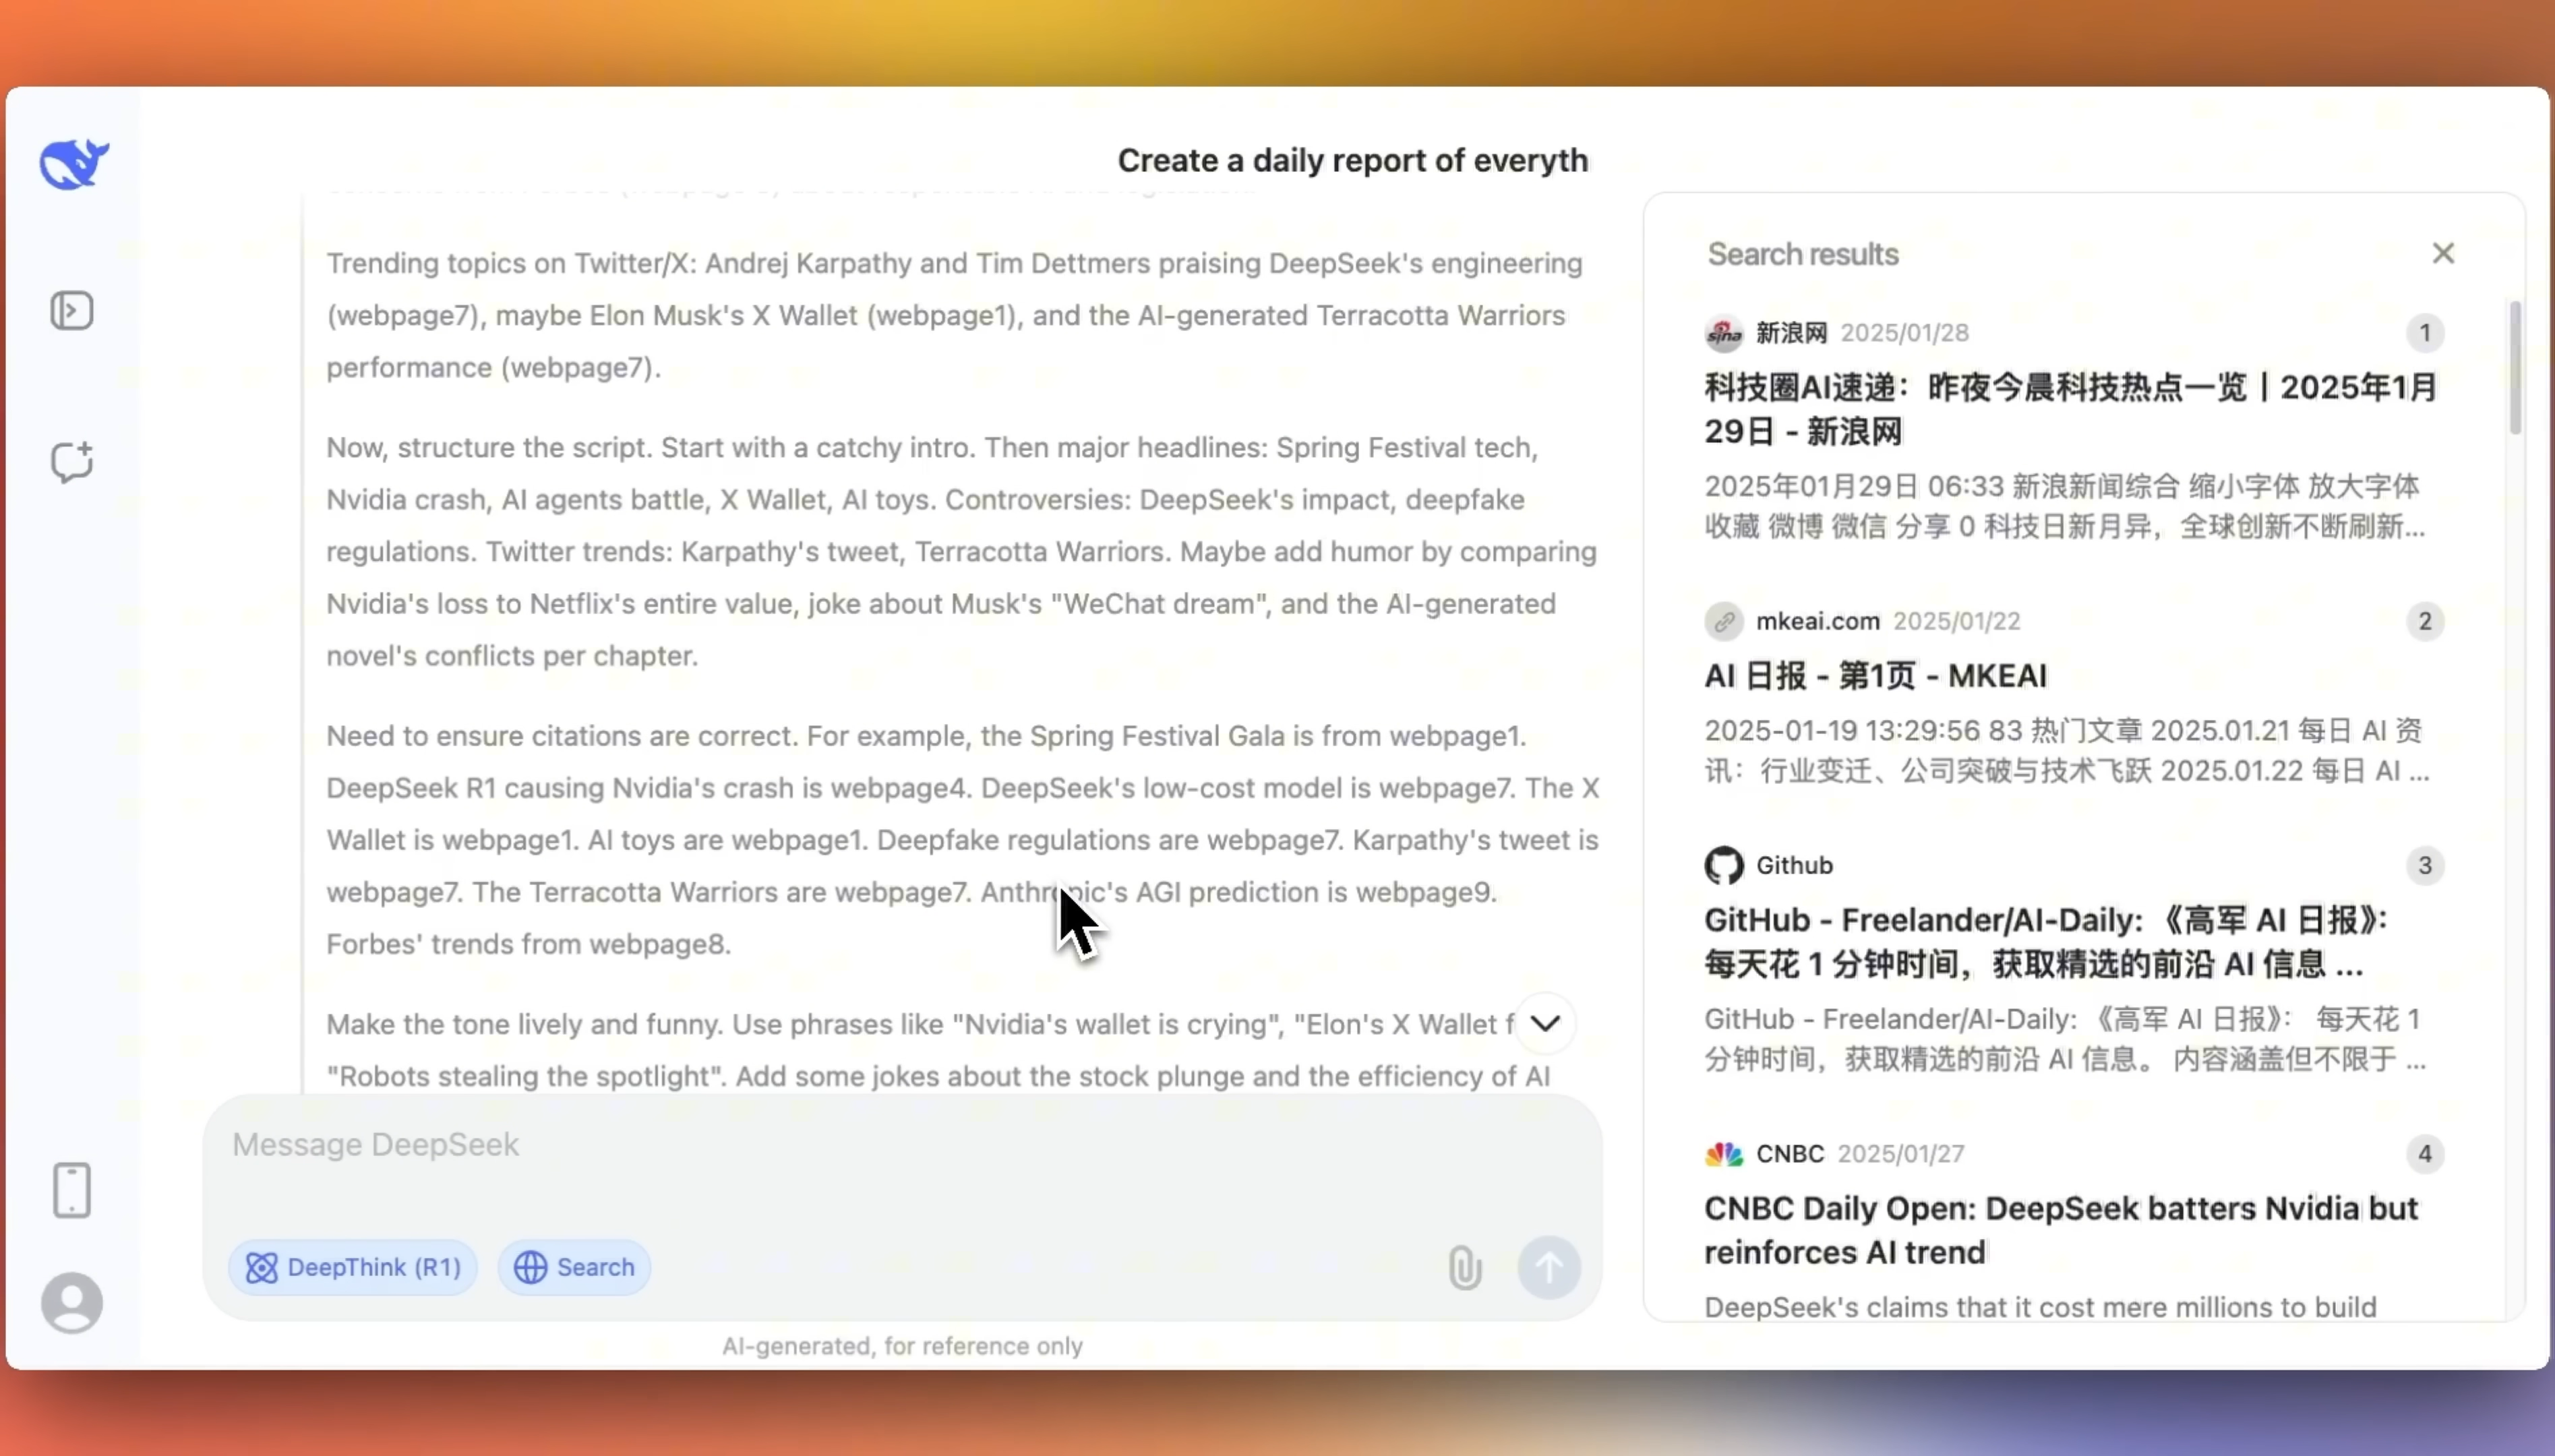 Create a daily report of everyth
Trending topics on Twitter/X: Andrej Karpathy and Tim Dettmers praising DeepSeek's engineering
(webpage7), maybe Elon Musk's X Wallet (webpage1), and the AI-generated Terracotta Warriors
performance (webpage7).
Now, structure the script. Start with a catchy intro. Then major headlines: Spring Festival tech,
Nvidia crash, AI agents battle, X Wallet, AI toys. Controversies: DeepSeek's impact, deepfake
regulations. Twitter trends: Karpathy's tweet, Terracotta Warriors. Maybe add humor by comparing
Nvidia's loss to Netflix's entire value, joke about Musk's "WeChat dream", and the AI-generated
novel's conflicts per chapter.
Need to ensure citations are correct. For example, the Spring Festival Gala is from webpage1.
DeepSeek R1 causing Nvidia's crash is webpage4. DeepSeek's low-cost model is webpage7. The X
Wallet is webpage1. AI toys are webpage1. Deepfake regulations are webpage7. Karpathy's tweet is
webpage7. The Terracotta Warriors are webpage7. Anthropic's AGI prediction is webpage9.
Forbes' trends from webpage8.
Make the tone lively and funny. Use phrases like "Nvidia's wallet is crying", "Elon's X Wallet f
"Robots stealing the spotlight". Add some jokes about the stock plunge and the efficiency of AI
Message DeepSeek
DeepThink (R1)
Search
AI-generated, for reference only
Search results
sina 新浪网 2025/01/28 1
科技圈AI速递：昨夜今晨科技热点一览丨2025年1月
29日 - 新浪网
2025年01月29日 06:33 新浪新闻综合 缩小字体 放大字体
收藏 微博 微信 分享 0 科技日新月异，全球创新不断刷新...
mkeai.com 2025/01/22 2
AI 日报 - 第1页 - MKEAI
2025-01-19 13:29:56 83 热门文章 2025.01.21 每日 AI 资
讯：行业变迁、公司突破与技术飞跃 2025.01.22 每日 AI ...
Github 3
GitHub - Freelander/AI-Daily: 《高军 AI 日报》：
每天花 1 分钟时间，获取精选的前沿 AI 信息 ...
GitHub - Freelander/AI-Daily: 《高军 AI 日报》： 每天花 1
分钟时间，获取精选的前沿 AI 信息。 内容涵盖但不限于 ...
CNBC 2025/01/27 4
CNBC Daily Open: DeepSeek batters Nvidia but
reinforces AI trend
DeepSeek's claims that it cost mere millions to build